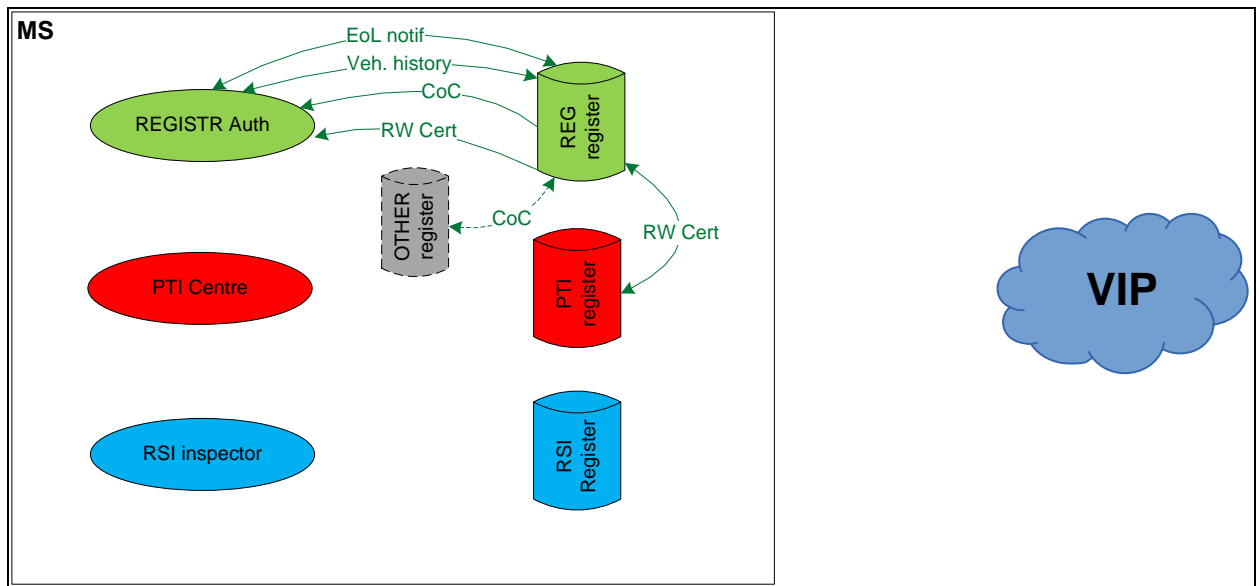 MS
EoL notif
Veh. history
CoC
REGISTR Auth
RW Cert
REG
register
OTHER
register
CoC
RW Cert
PTI Centre
PTI
register
VIP
RSI inspector
RSI
Register